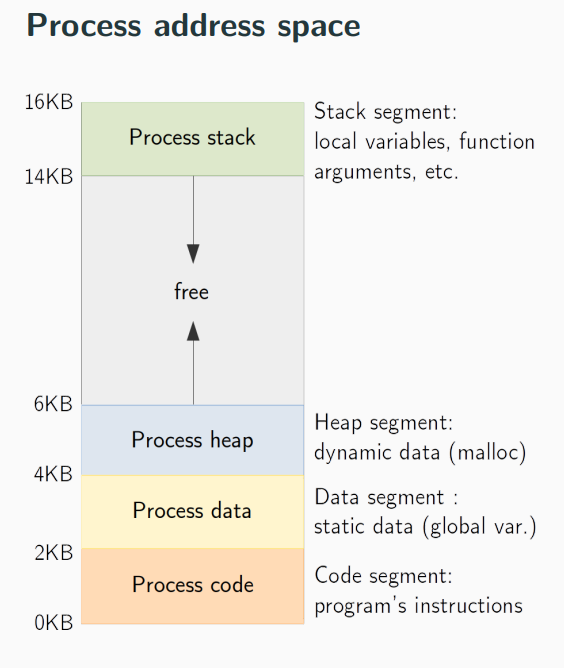 Process address space
16KB
Process stack
Stack segment:
local variables, function
arguments, etc.
14KB
free
6KB
Process heap
Heap segment:
dynamic data (malloc)
4KB
Process data
Data segment :
static data (global var.)
2KB
Process code
Code segment:
program's instructions
0KB